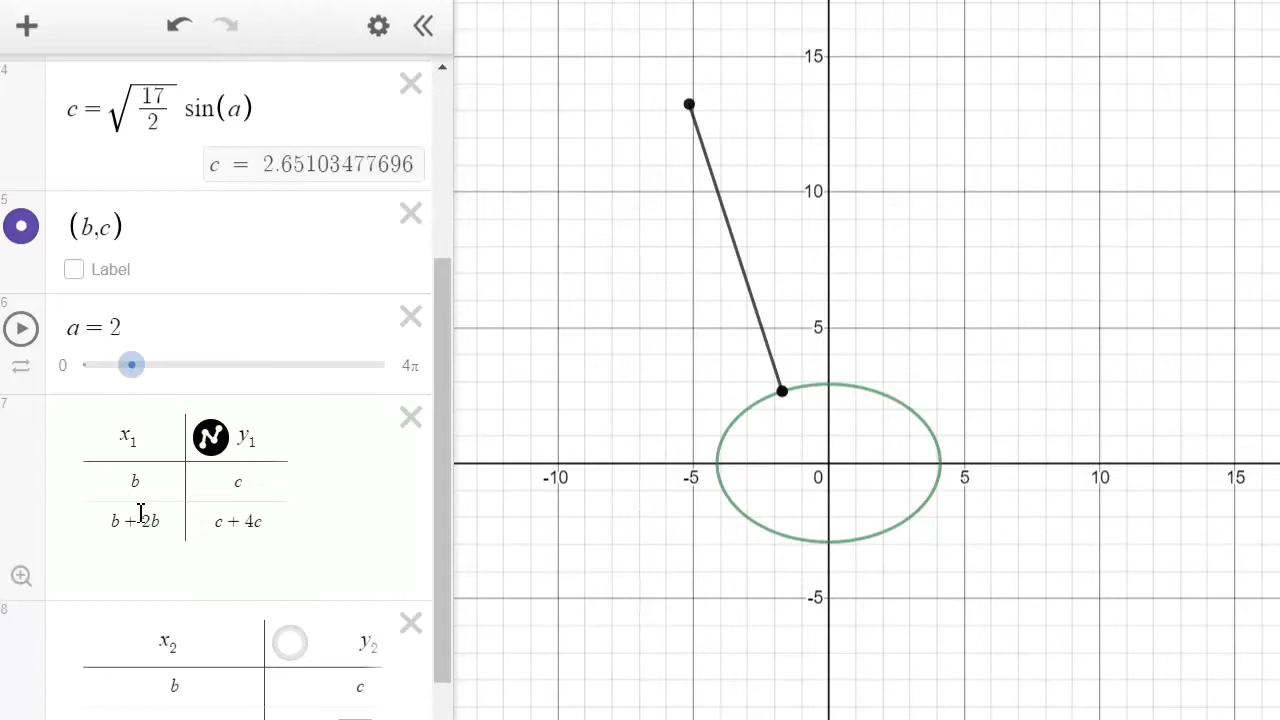 4
c = √(17/2) sin(a)
c = 2.65103477696
5
(b,c)
Label
6
a = 2
0
4π
7
x₁ y₁
b c
b + 2b c + 4c
8
x₂ y₂
b c
15
10
5
-10 -5 0 5 10 15
-5